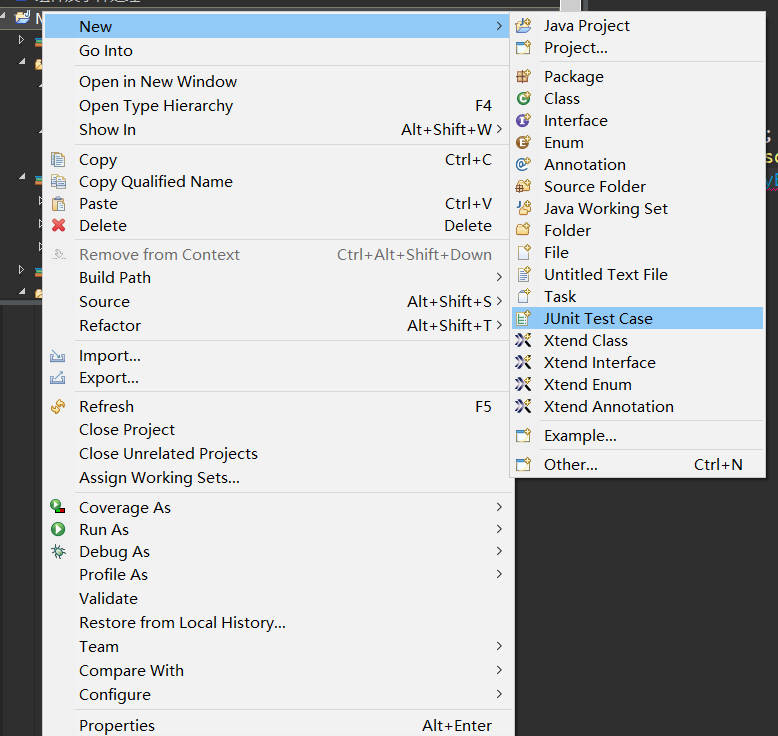 New
Go Into
Open in New Window
Open Type Hierarchy F4
Show In Alt+Shift+W
Copy Ctrl+C
Copy Qualified Name
Paste Ctrl+V
Delete Delete
Remove from Context Ctrl+Alt+Shift+Down
Build Path
Source Alt+Shift+S
Refactor Alt+Shift+T
Import...
Export...
Refresh F5
Close Project
Close Unrelated Projects
Assign Working Sets...
Coverage As
Run As
Debug As
Profile As
Validate
Restore from Local History...
Team
Compare With
Configure
Properties Alt+Enter
Java Project
Project...
Package
Class
Interface
Enum
Annotation
Source Folder
Java Working Set
Folder
File
Untitled Text File
Task
JUnit Test Case
Xtend Class
Xtend Interface
Xtend Enum
Xtend Annotation
Example...
Other... Ctrl+N